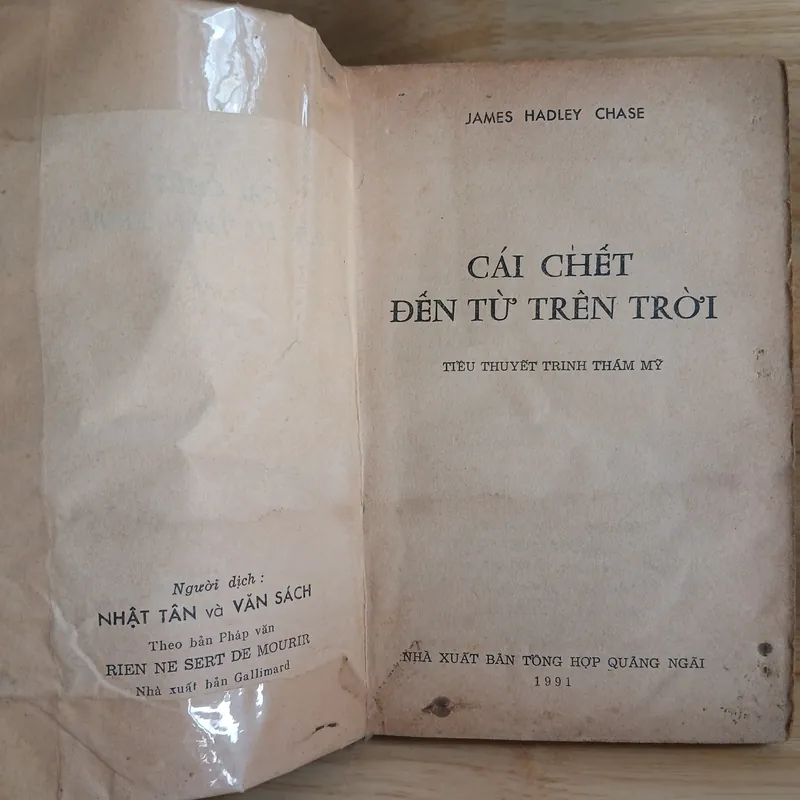 Người dịch :
NHẬT TÂN và VĂN SÁCH
Theo bản Pháp văn
RIEN NE SERT DE MOURIR
Nhà xuất bản Gallimard
JAMES HADLEY CHASE
CÁI CHẾT
ĐẾN TỪ TRÊN TRỜI
TIỂU THUYẾT TRINH THÁM MỸ
NHÀ XUẤT BẢN TỔNG HỢP QUẢNG NGÃI
1991